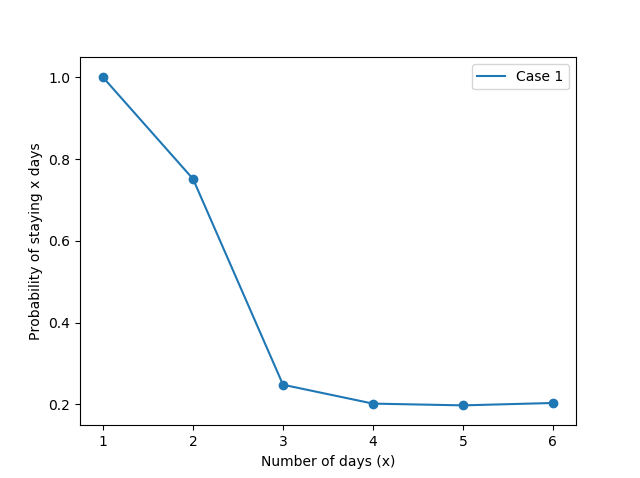 Case 1
1.0
0.8
0.6
0.4
0.2
Probability of staying x days
1 2 3 4 5 6
Number of days (x)